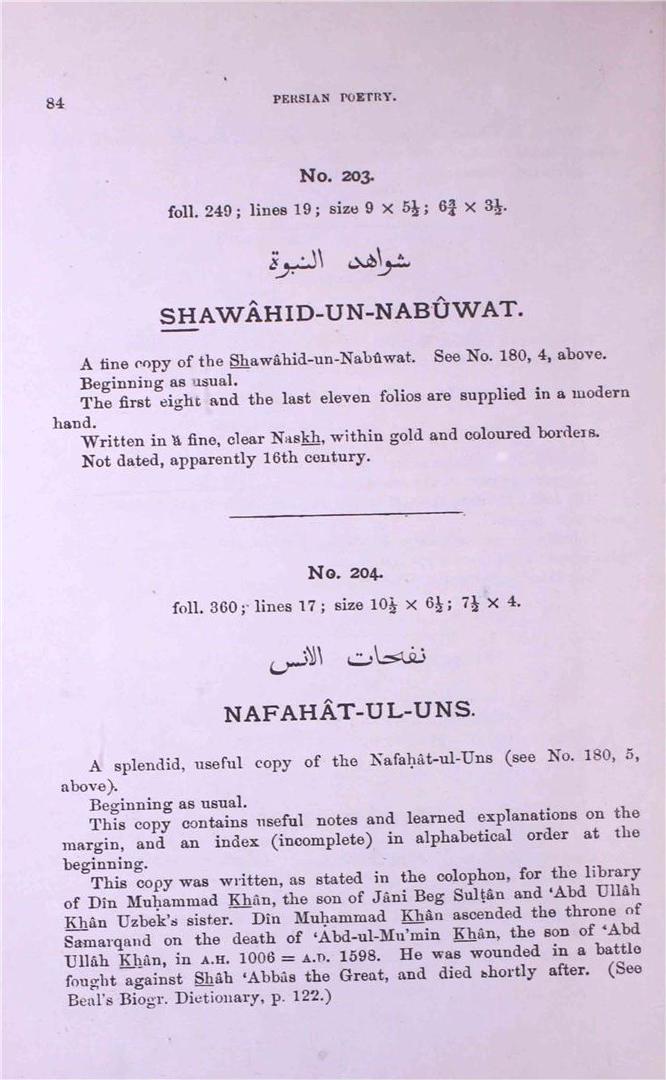 84
PERSIAN POETRY.
No. 203.
foll. 249; lines 19; size 9 × 5½; 6¾ × 3½.
شواهد النبوة
SHAWÂHID-UN-NABÛWAT.
A fine copy of the Shawâhid-un-Nabûwat. See No. 180, 4, above.
Beginning as usual.
The first eight and the last eleven folios are supplied in a modern
hand.
Written in a fine, clear Naskh, within gold and coloured borders.
Not dated, apparently 16th century.
No. 204.
foll. 360; lines 17; size 10½ × 6½; 7½ × 4.
نفحات الانس
NAFAHÂT-UL-UNS.
A splendid, useful copy of the Nafaḥât-ul-Uns (see No. 180, 5,
above).
Beginning as usual.
This copy contains useful notes and learned explanations on the
margin, and an index (incomplete) in alphabetical order at the
beginning.
This copy was written, as stated in the colophon, for the library
of Dîn Muḥammad Khân, the son of Jâni Beg Sulṭân and ‘Abd Ullâh
Khân Uzbek's sister. Dîn Muḥammad Khân ascended the throne of
Samarqand on the death of ‘Abd-ul-Mu'min Khân, the son of ‘Abd
Ullâh Khân, in A.H. 1006 = A.D. 1598. He was wounded in a battle
fought against Shâh ‘Abbâs the Great, and died shortly after. (See
Beal's Biogr. Dictionary, p. 122.)